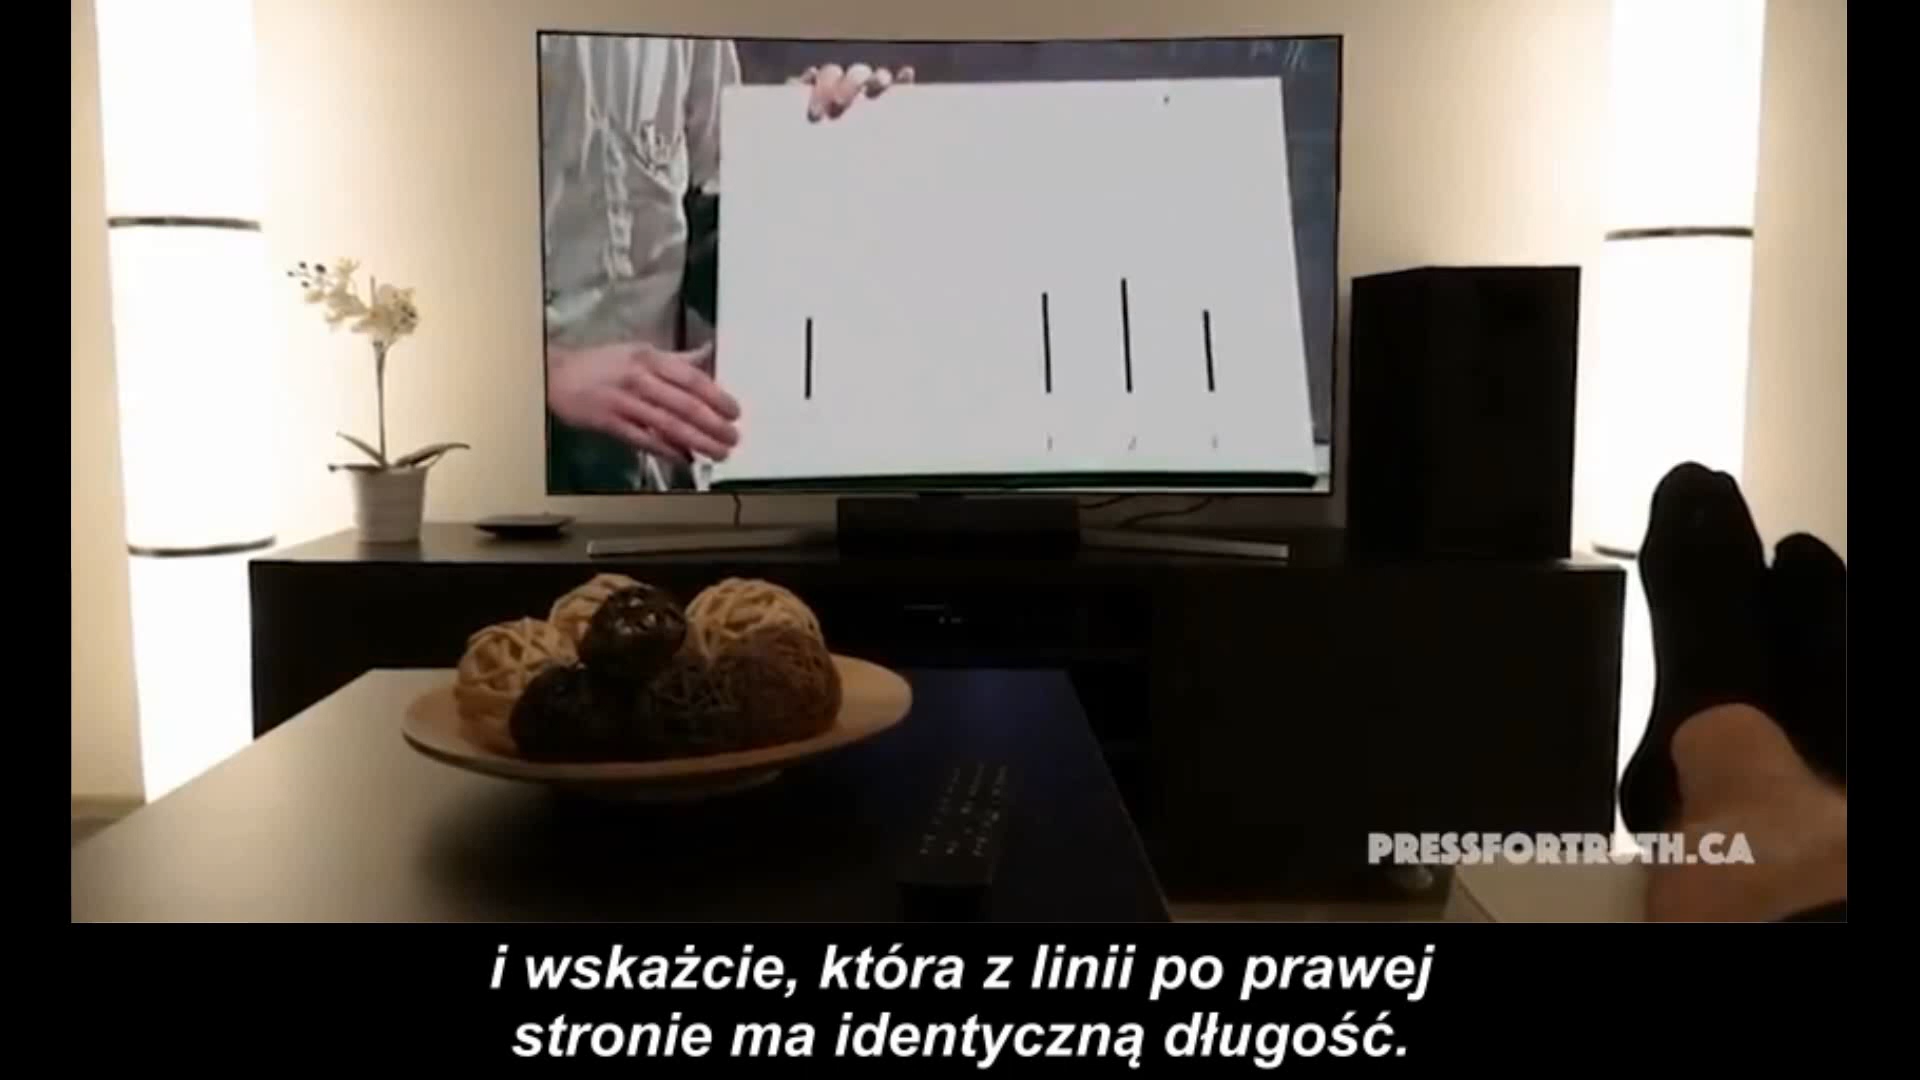 PRESSFORTRUTH.CA
i wskażcie, która z linii po prawej
stronie ma identyczną długość.